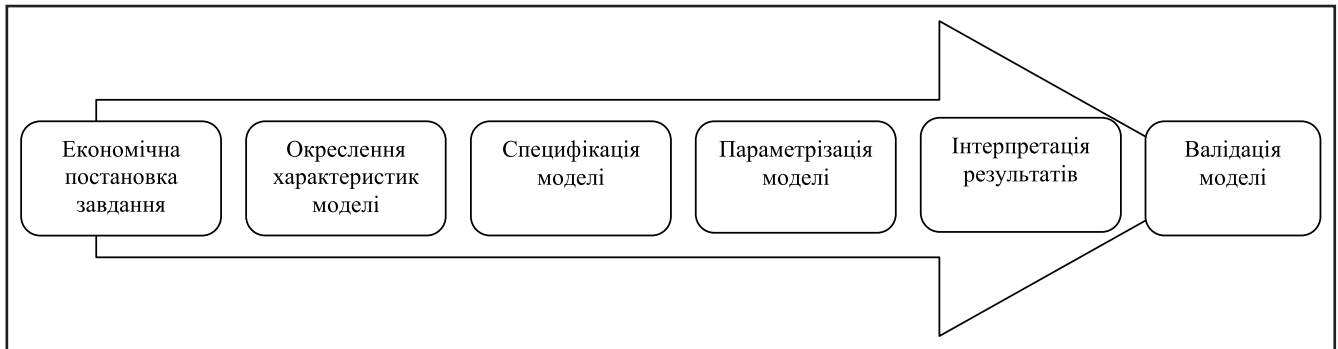 Економічна
постановка
завдання
Окреслення
характеристик
моделі
Специфікація
моделі
Параметрізація
моделі
Інтерпретація
результатів
Валідація
моделі